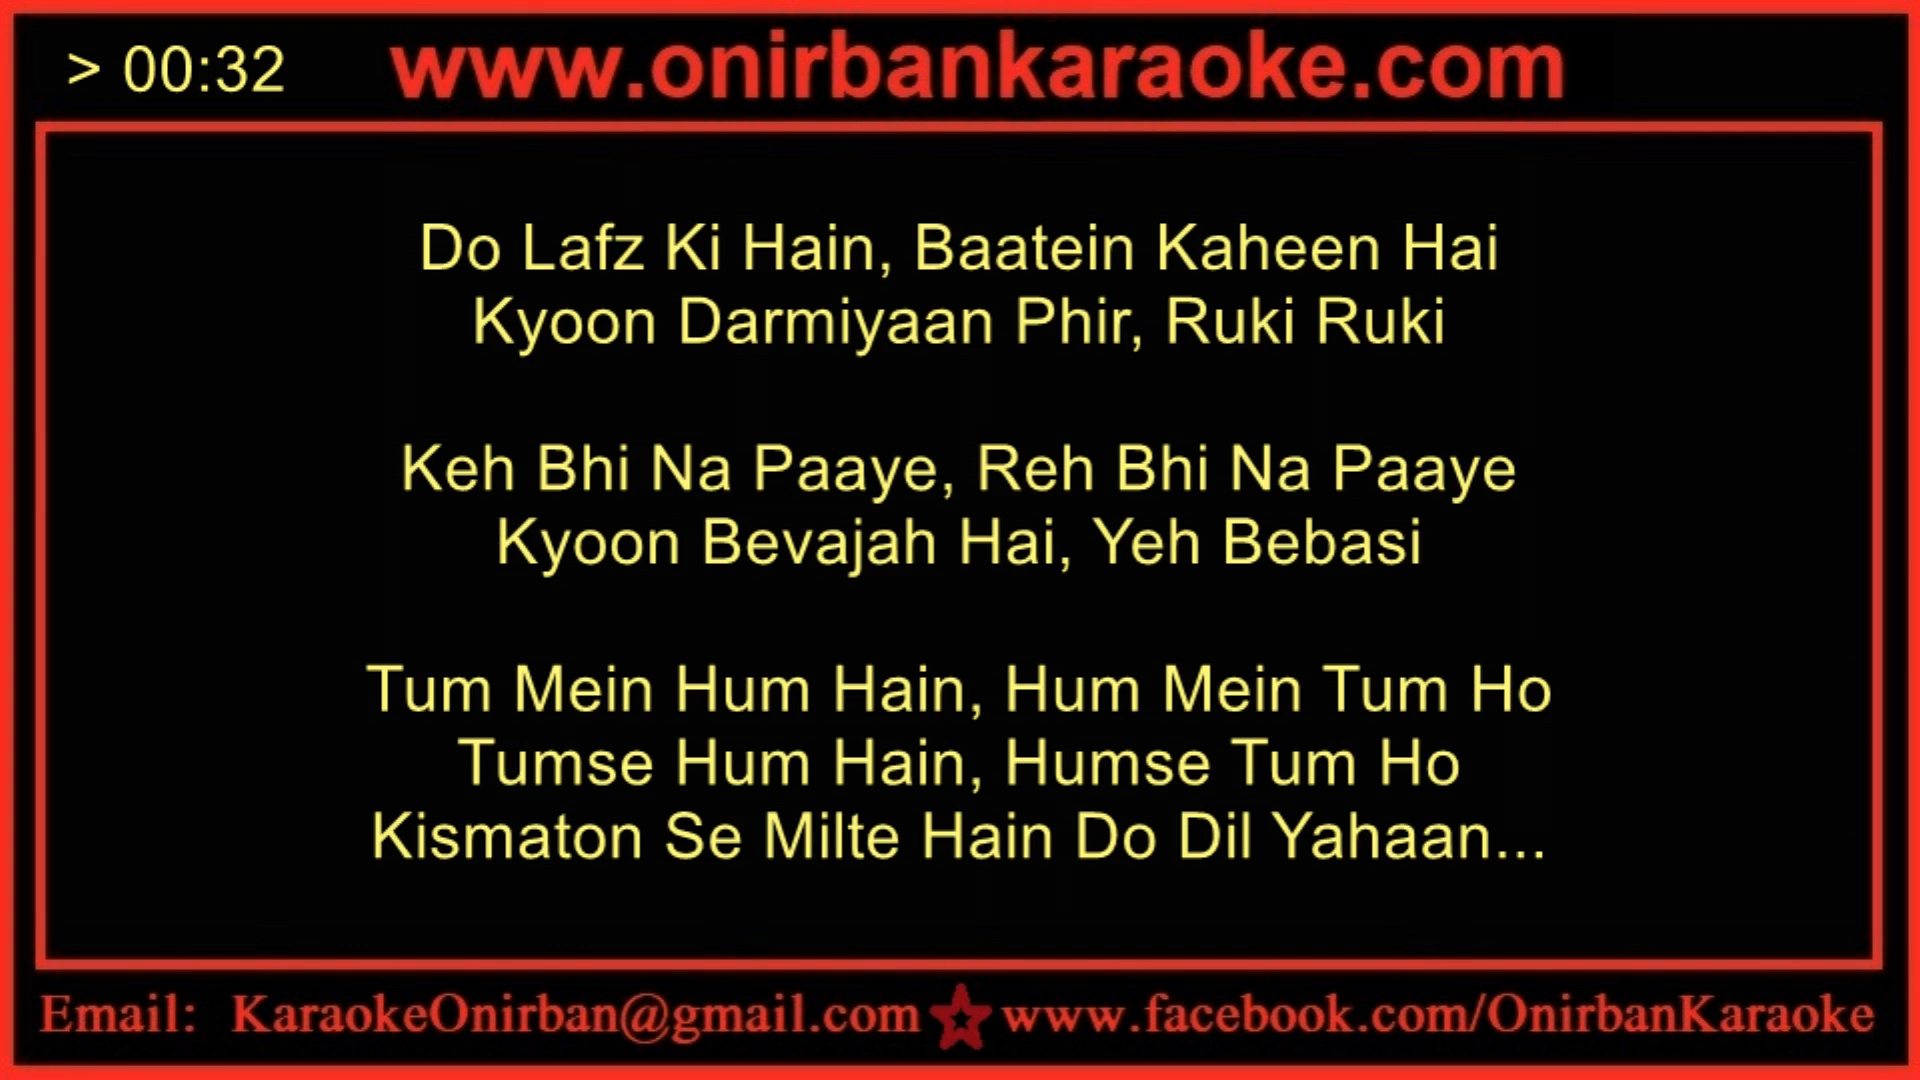 > 00:32 www.onirbankaraoke.com
Do Lafz Ki Hain, Baatein Kaheen Hai
Kyoon Darmiyaan Phir, Ruki Ruki
Keh Bhi Na Paaye, Reh Bhi Na Paaye
Kyoon Bevajah Hai, Yeh Bebasi
Tum Mein Hum Hain, Hum Mein Tum Ho
Tumse Hum Hain, Humse Tum Ho
Kismaton Se Milte Hain Do Dil Yahaan...
Email: KaraokeOnirban@gmail.com www.facebook.com/OnirbanKaraoke